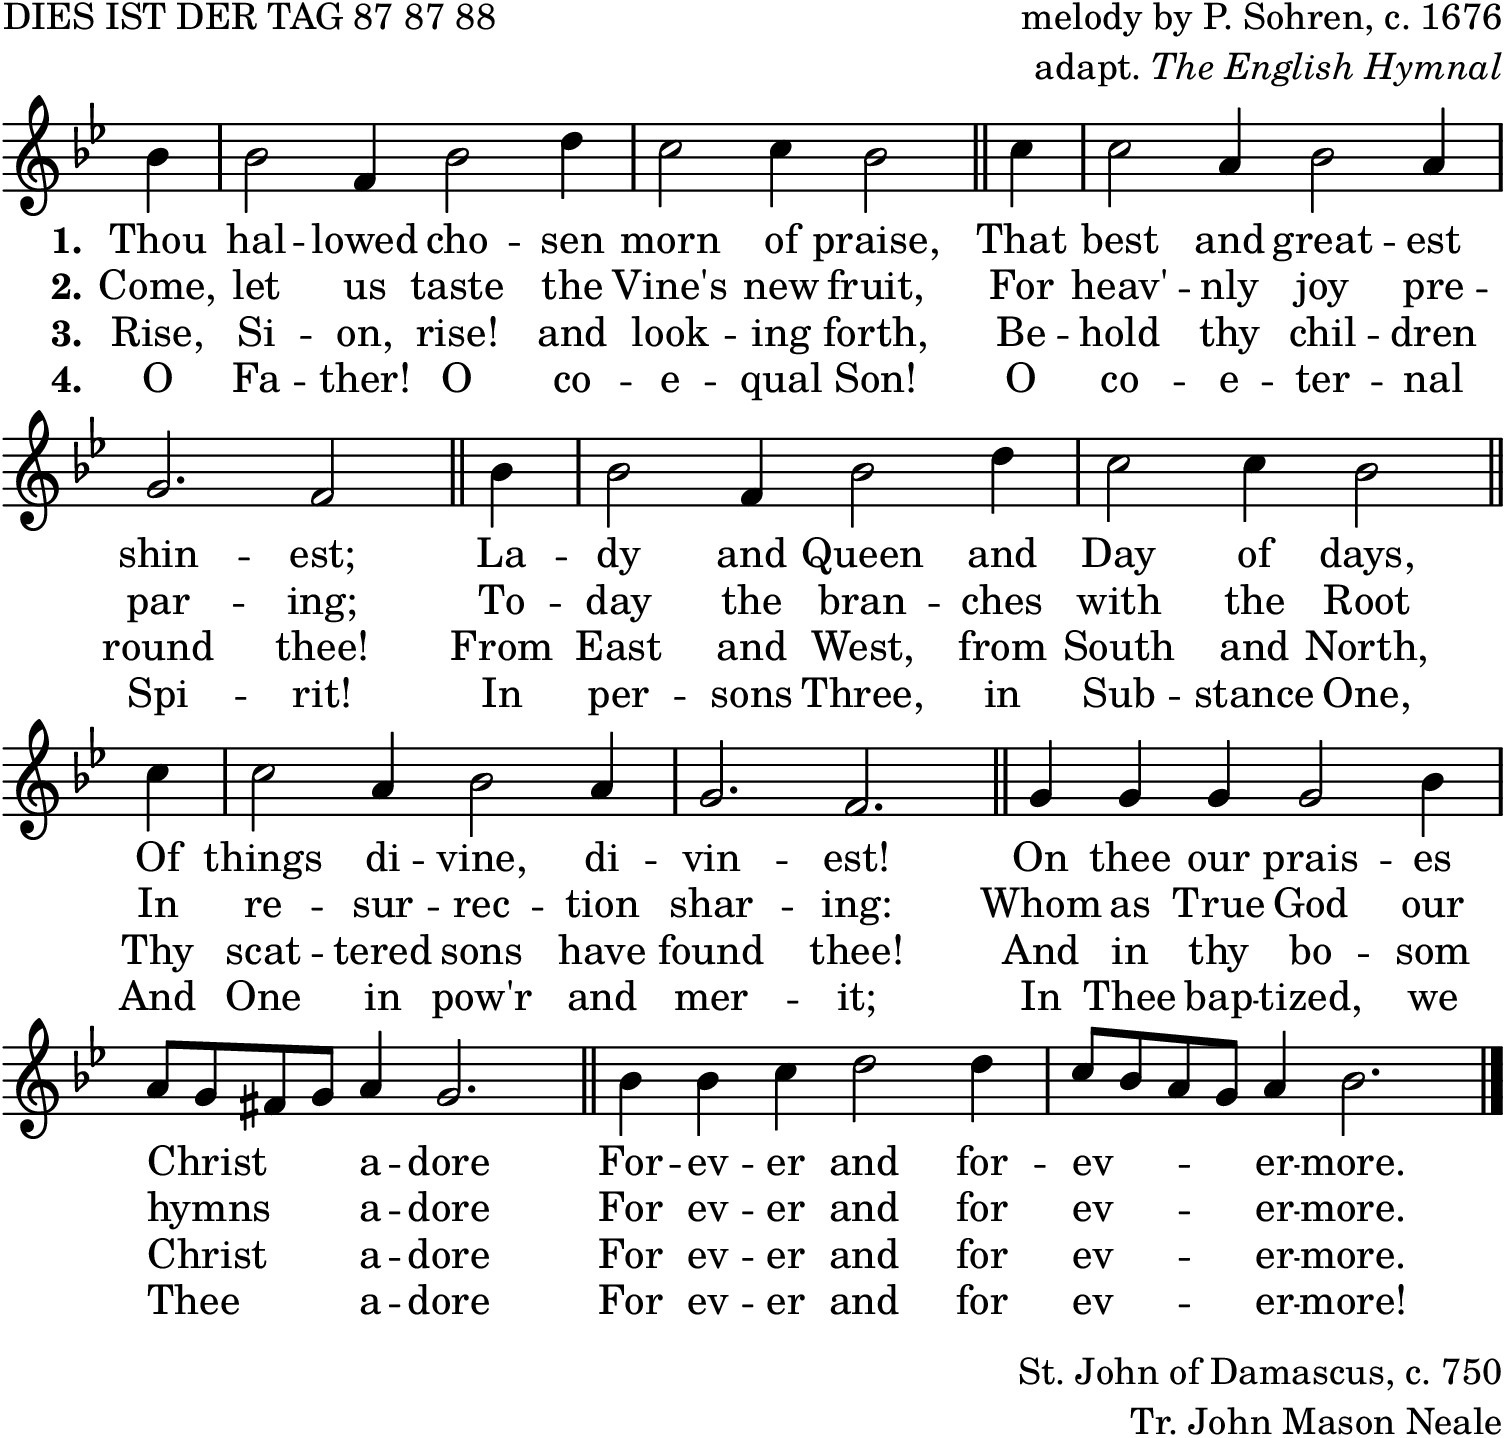 DIES IST DER TAG 87 87 88
melody by P. Sohren, c. 1676
adapt. The English Hymnal
1. Thou hal - lowed cho - sen morn of praise, That best and great - est
2. Come, let us taste the Vine's new fruit, For heav' - nly joy pre -
3. Rise, Si - on, rise! and look - ing forth, Be - hold thy chil - dren
4. O Fa - ther! O co - e - qual Son! O co - e - ter - nal
shin - est; La - dy and Queen and Day of days,
par - ing; To - day the bran - ches with the Root
round thee! From East and West, from South and North,
Spi - rit! In per - sons Three, in Sub - stance One,
Of things di - vine, di - vin - est! On thee our prais - es
In re - sur - rec - tion shar - ing: Whom as True God our
Thy scat - tered sons have found thee! And in thy bo - som
And One in pow'r and mer - it; In Thee bap - tized, we
Christ a - dore For - ev - er and for - ev - er - more.
hymns a - dore For ev - er and for ev - er - more.
Christ a - dore For ev - er and for ev - er - more.
Thee a - dore For ev - er and for ev - er - more!
St. John of Damascus, c. 750
Tr. John Mason Neale